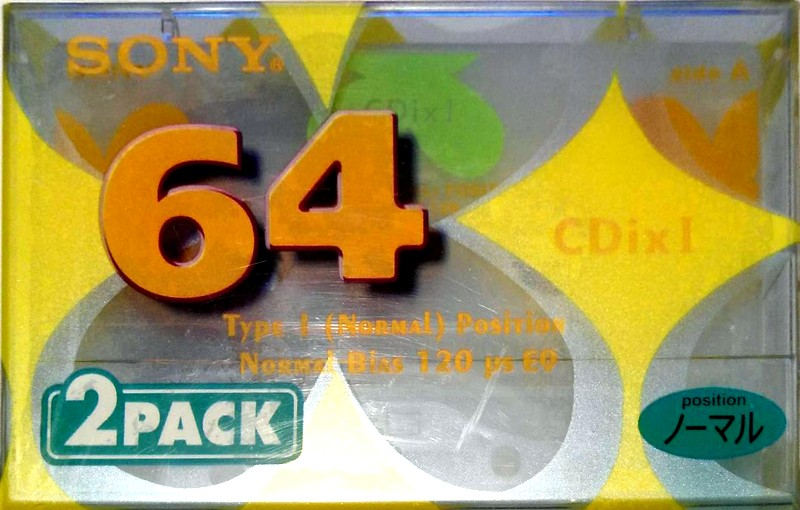 SONY®
side A
CDix I
64
CDix I
Type I (Normal) Position
Normal Bias 120 µs EQ
2PACK
position
ノーマル